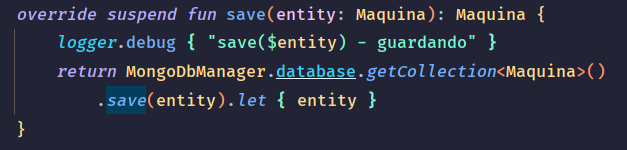 override suspend fun save(entity: Maquina): Maquina {
    logger.debug { "save($entity) - guardando" }
    return MongoDbManager.database.getCollection<Maquina>()
        .save(entity).let { entity }
}